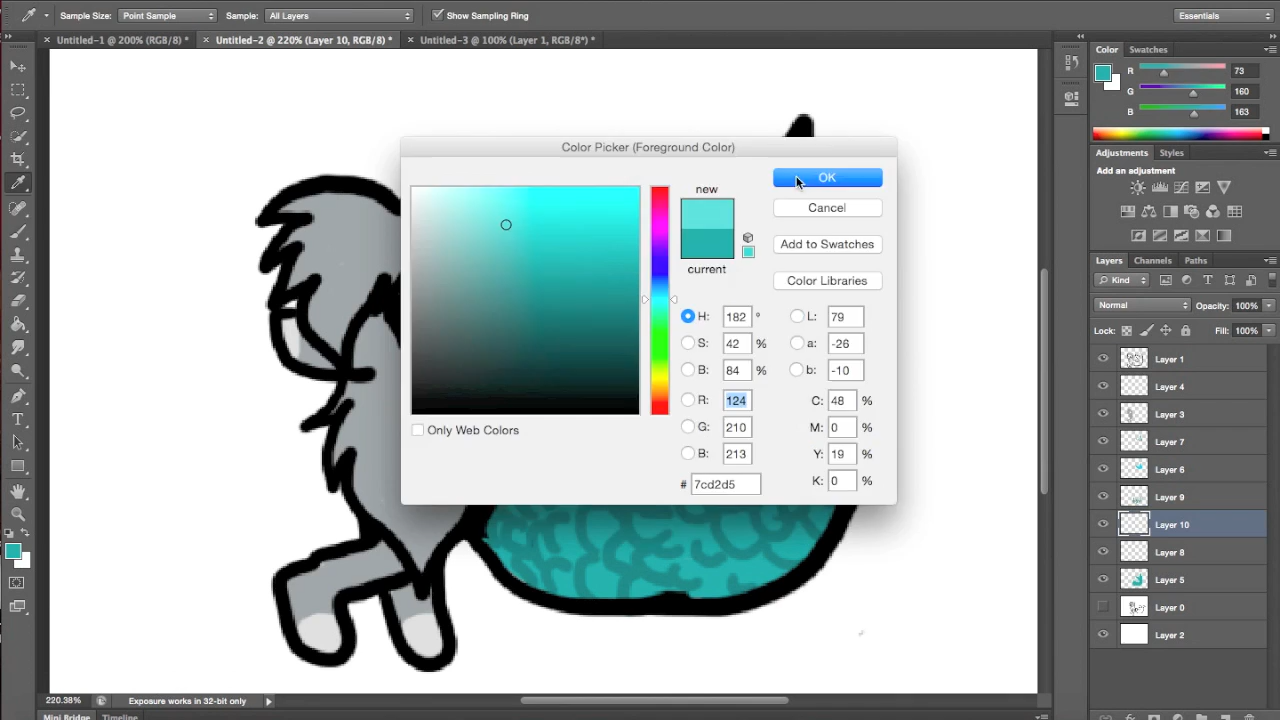 Sample Size: Point Sample Sample: All Layers Show Sampling Ring Essentials
Untitled-1 @ 200% (RGB/8) * Untitled-2 @ 220% (Layer 10, RGB/8) * Untitled-3 @ 100% (Layer 1, RGB/8*) *
Color Swatches
R 73
G 160
B 163
Adjustments Styles
Add an adjustment
Layers Channels Paths
Kind
Normal Opacity: 100%
Lock: Fill: 100%
Layer 1
Layer 4
Layer 3
Layer 7
Layer 6
Layer 9
Layer 10
Layer 8
Layer 5
Layer 0
Layer 2
Color Picker (Foreground Color)
new
current
OK
Cancel
Add to Swatches
Color Libraries
H: 182 ° L: 79
S: 42 % a: -26
B: 84 % b: -10
R: 124 C: 48 %
G: 210 M: 0 %
B: 213 Y: 19 %
# 7cd2d5 K: 0 %
Only Web Colors
220.38% Exposure works in 32-bit only
Mini Bridge Timeline
T
T